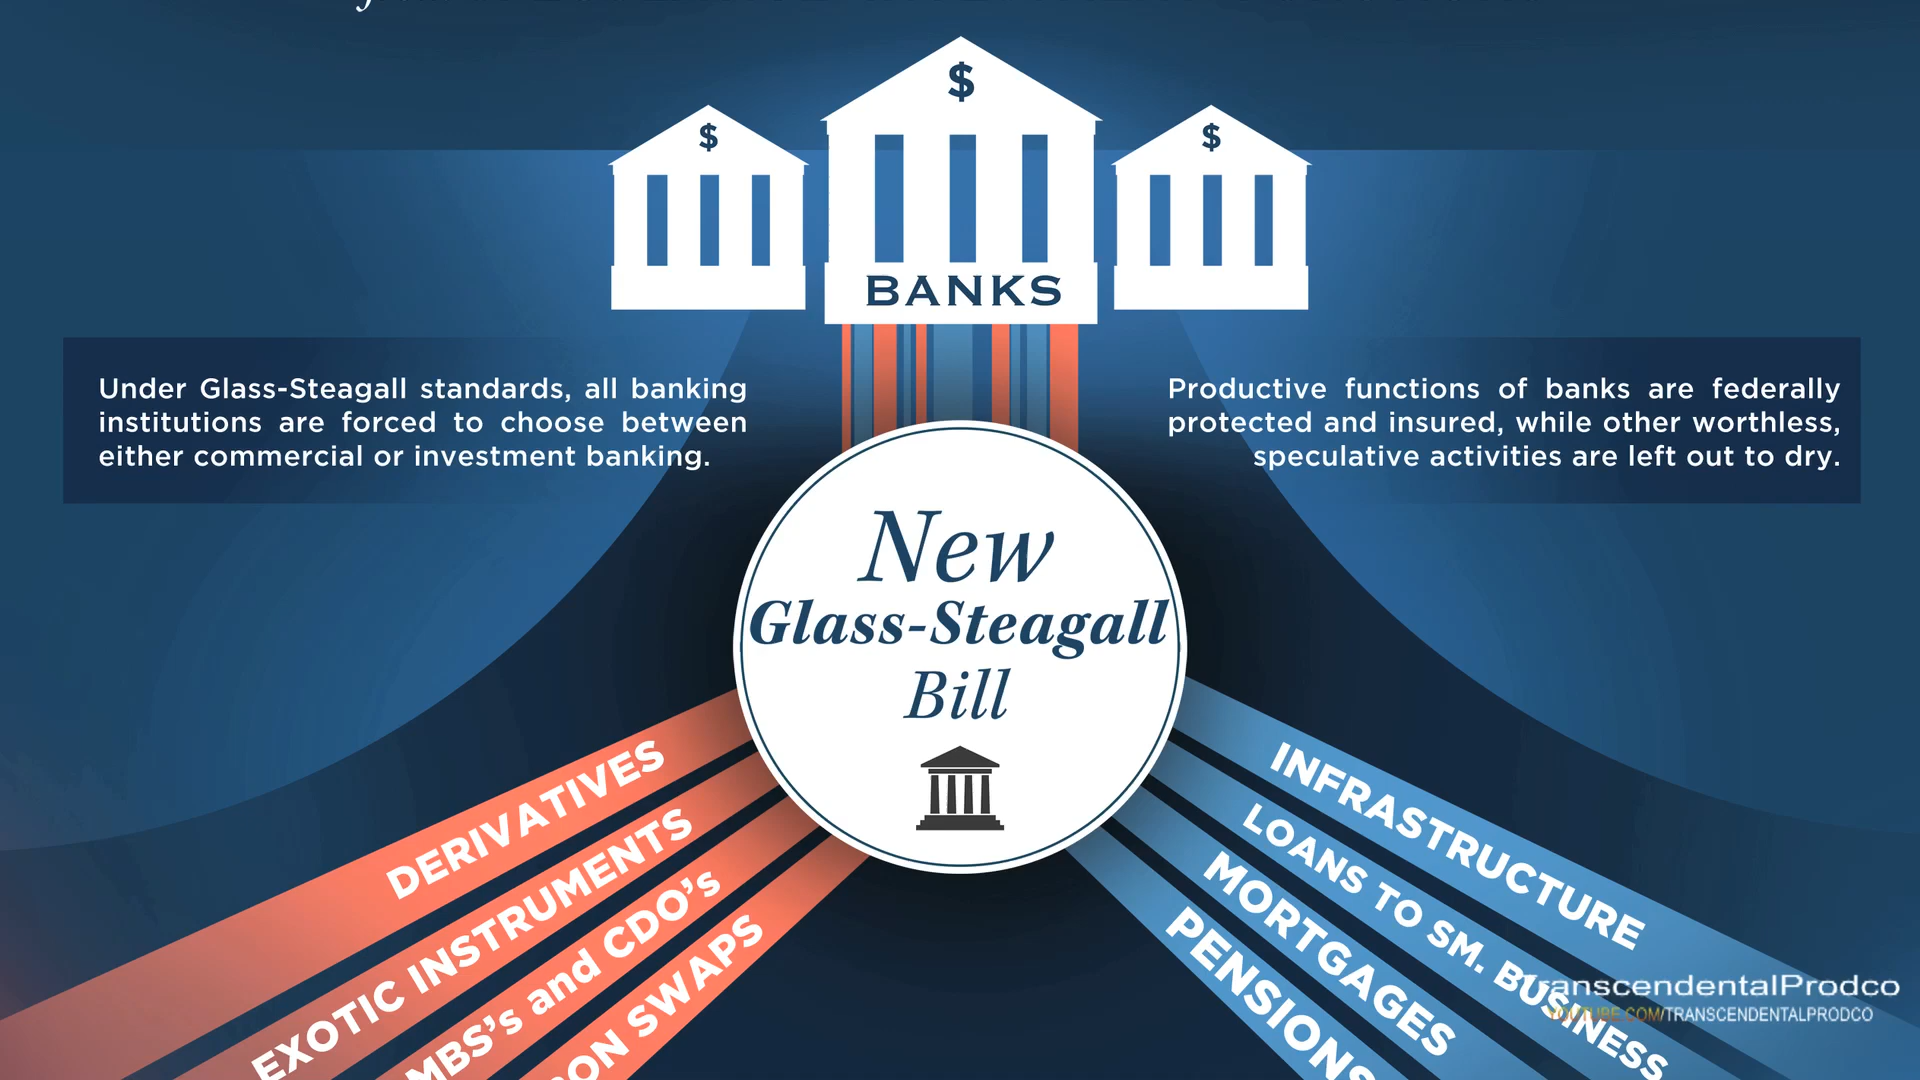 $
$
$
BANKS
Under Glass-Steagall standards, all banking
institutions are forced to choose between
either commercial or investment banking.
Productive functions of banks are federally
protected and insured, while other worthless,
speculative activities are left out to dry.
New
Glass-Steagall
Bill
DERIVATIVES
EXOTIC INSTRUMENTS
MBS's and CDO's
SWAPS
INFRASTRUCTURE
LOANS TO SM. BUSINESS
MORTGAGES
PENSIONS
TranscendentalProdco
YOUTUBE.COM/TRANSCENDENTALPRODCO